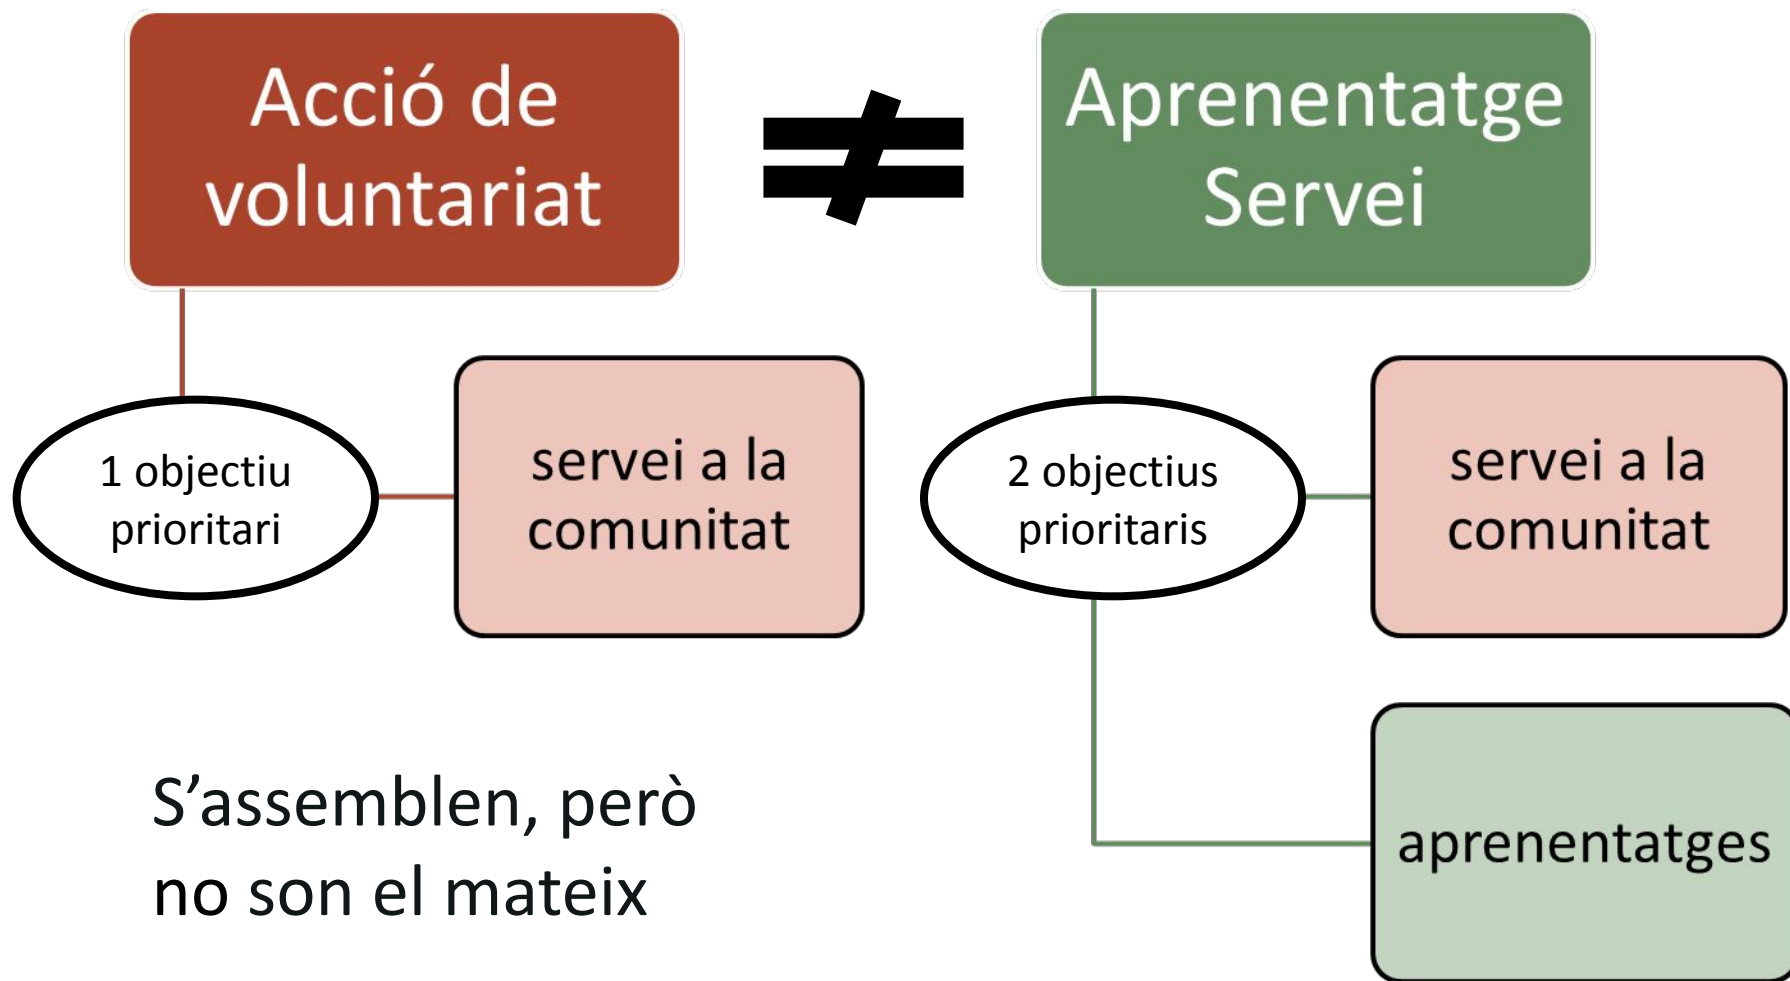 Acció de
voluntariat
Aprenentatge
Servei
1 objectiu
prioritari
servei a la
comunitat
2 objectius
prioritaris
servei a la
comunitat
aprenentatges
S’assemblen, però
no son el mateix